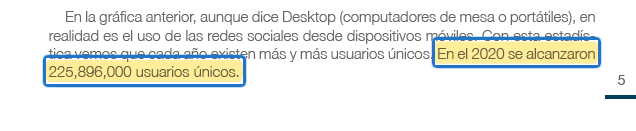 En la gráfica anterior, aunque dice Desktop (computadores de mesa o portátiles), en
realidad es el uso de las redes sociales desde dispositivos móviles. Con esta estadís-
tica vemos que cada año existen más y más usuarios únicos. En el 2020 se alcanzaron
225,896,000 usuarios únicos.
5